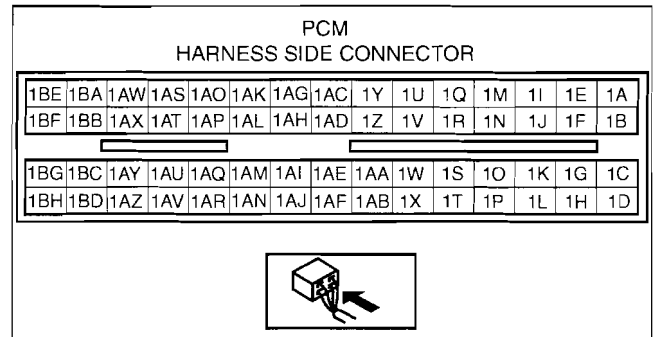 PCM
HARNESS SIDE CONNECTOR
1BE 1BA 1AW 1AS 1AO 1AK 1AG 1AC 1Y 1U 1Q 1M 1I 1E 1A
1BF 1BB 1AX 1AT 1AP 1AL 1AH 1AD 1Z 1V 1R 1N 1J 1F 1B
1BG 1BC 1AY 1AU 1AQ 1AM 1AI 1AE 1AA 1W 1S 1O 1K 1G 1C
1BH 1BD 1AZ 1AV 1AR 1AN 1AJ 1AF 1AB 1X 1T 1P 1L 1H 1D